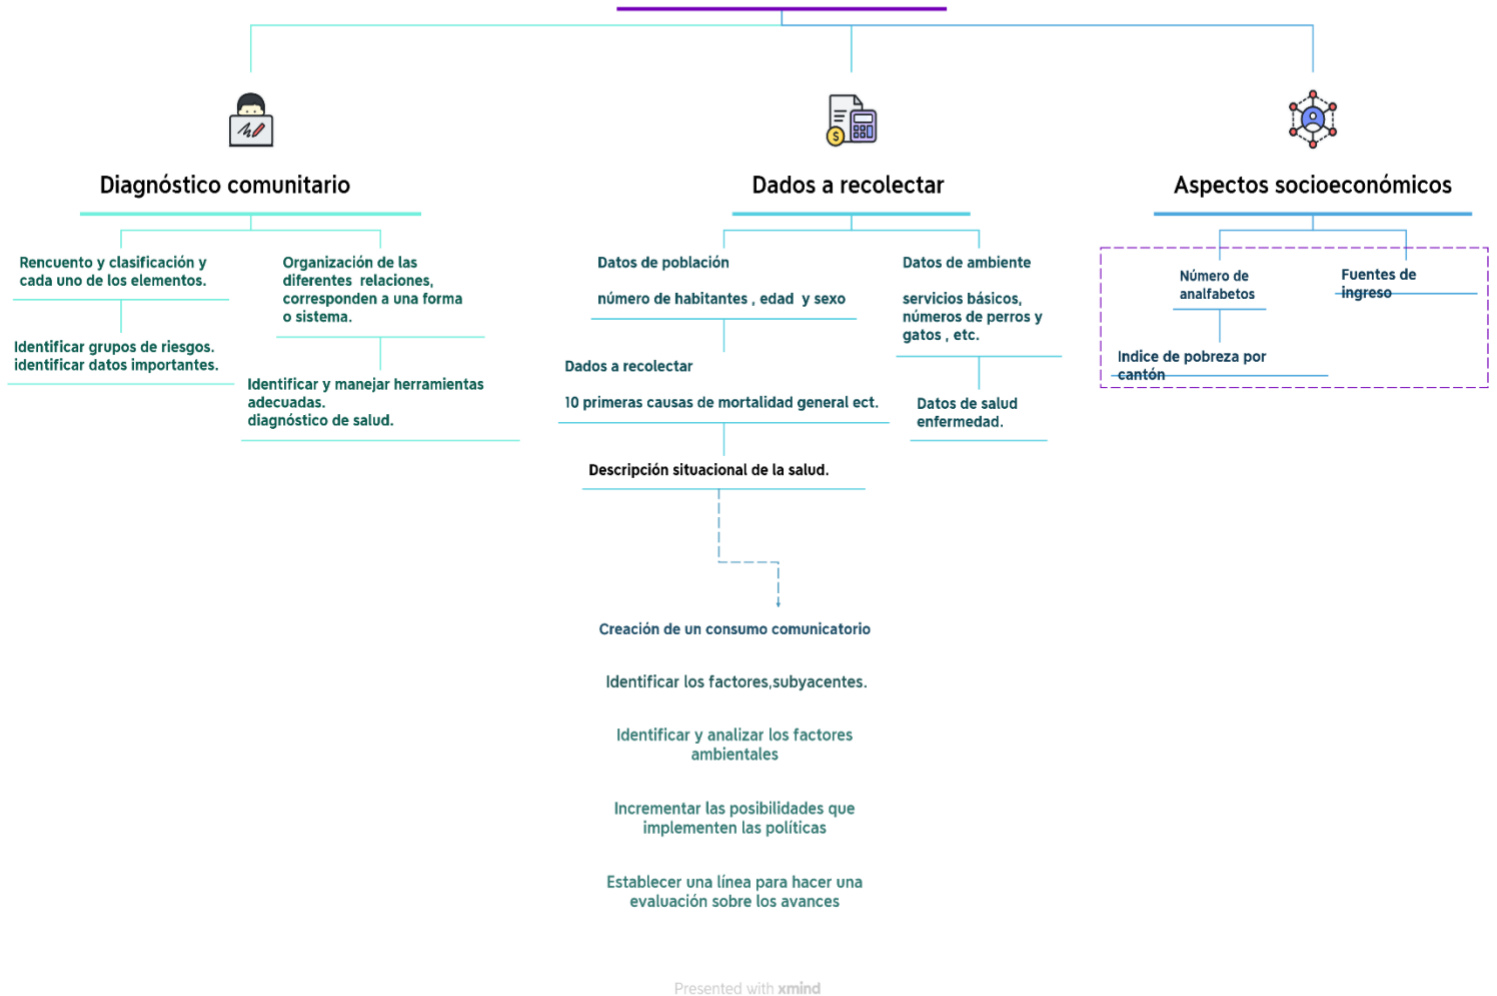 Diagnóstico comunitario
Rencuento y clasificación y
cada uno de los elementos.
Identificar grupos de riesgos.
identificar datos importantes.
Organización de las
diferentes relaciones,
corresponden a una forma
o sistema.
Identificar y manejar herramientas
adecuadas.
diagnóstico de salud.
Dados a recolectar
Datos de población
número de habitantes , edad y sexo
Dados a recolectar
10 primeras causas de mortalidad general ect.
Descripción situacional de la salud.
Datos de ambiente
servicios básicos,
números de perros y
gatos , etc.
Datos de salud
enfermedad.
Creación de un consumo comunicatorio
Identificar los factores,subyacentes.
Identificar y analizar los factores
ambientales
Incrementar las posibilidades que
implementen las políticas
Establecer una línea para hacer una
evaluación sobre los avances
Aspectos socioeconómicos
Número de
analfabetos
Indice de pobreza por
cantón
Fuentes de
ingreso
Presented with xmind